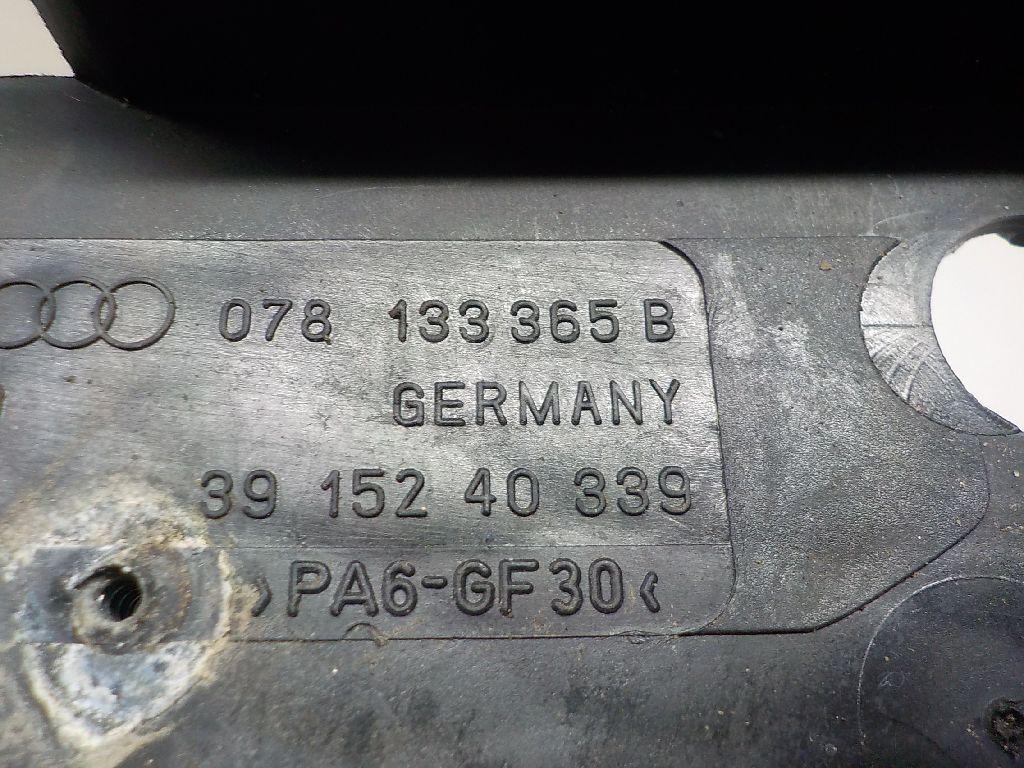 078 133 365 B
GERMANY
39 152 40 339
>PA6-GF30<